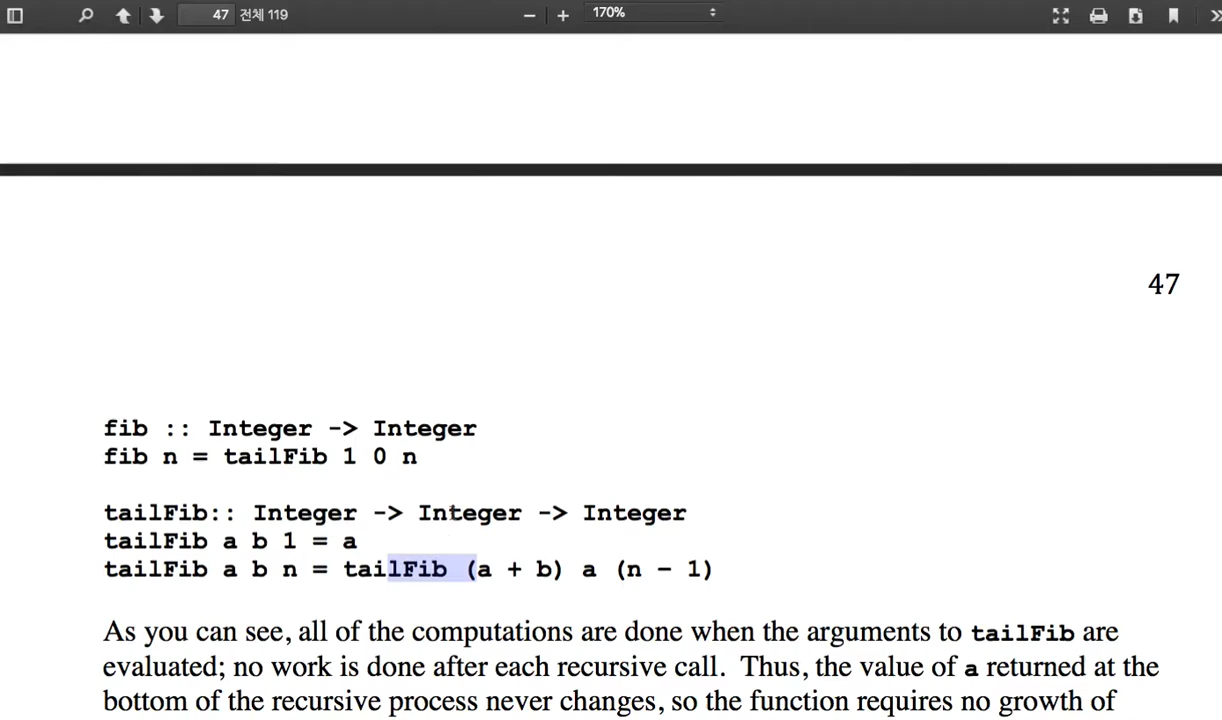 47 전체 119 170%
47
fib :: Integer -> Integer
fib n = tailFib 1 0 n
tailFib:: Integer -> Integer -> Integer
tailFib a b 1 = a
tailFib a b n = tailFib (a + b) a (n - 1)
As you can see, all of the computations are done when the arguments to tailFib are
evaluated; no work is done after each recursive call. Thus, the value of a returned at the
bottom of the recursive process never changes, so the function requires no growth of